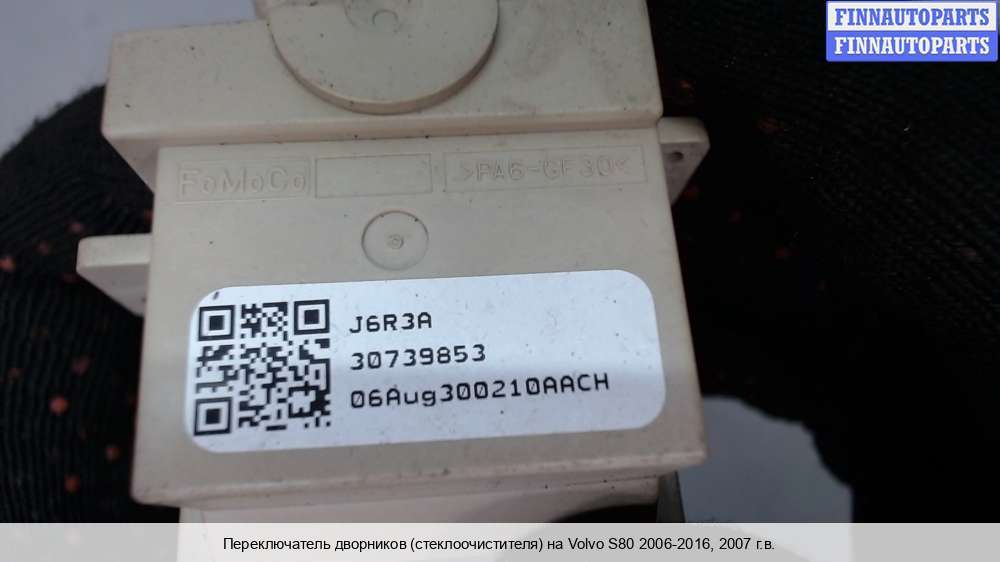 FINNAUTOPARTS
FINNAUTOPARTS
FoMoCo
>PA6-GF30<
J6R3A
30739853
06Aug300210AACH
Переключатель дворников (стеклоочистителя) на Volvo S80 2006-2016, 2007 г.в.